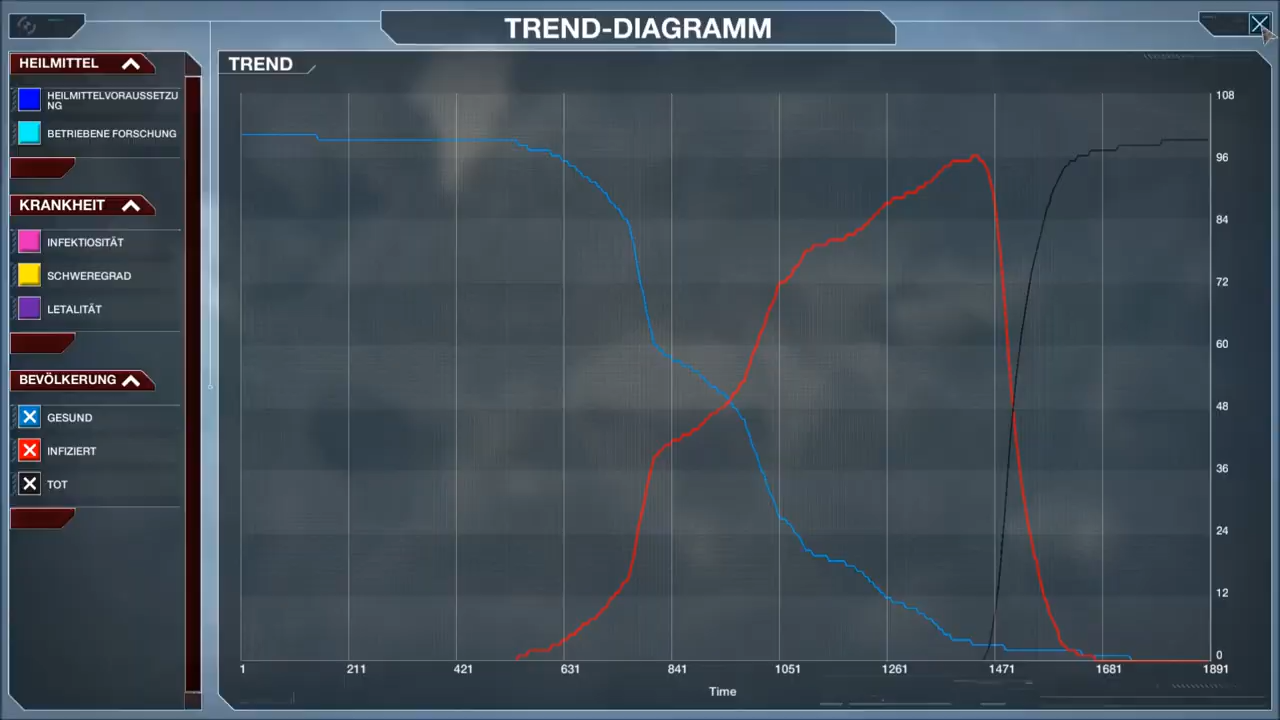 TREND-DIAGRAMM
HEILMITTEL
HEILMITTELVORAUSSETZU
NG
BETRIEBENE FORSCHUNG
KRANKHEIT
INFEKTIOSITÄT
SCHWEREGRAD
LETALITÄT
BEVÖLKERUNG
GESUND
INFIZIERT
TOT
TREND
108
96
84
72
60
48
36
24
12
0
1 211 421 631 841 1051 1261 1471 1681 1891
Time